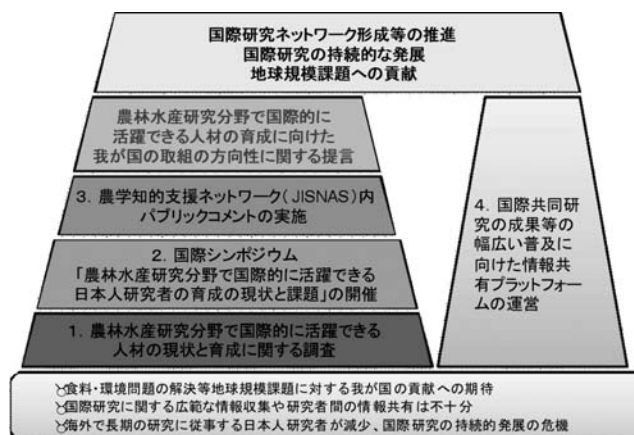 国際研究ネットワーク形成等の推進
国際研究の持続的な発展
地球規模課題への貢献
農林水産研究分野で国際的に
活躍できる人材の育成に向けた
我が国の取組の方向性に関する提言
3. 農学知的支援ネットワーク(JISNAS)内
パブリックコメントの実施
2. 国際シンポジウム
「農林水産研究分野で国際的に活躍できる
日本人研究者の育成の現状と課題」の開催
1. 農林水産研究分野で国際的に活躍できる
人材の現状と育成に関する調査
4. 国際共同研
究の成果等の
幅広い普及に
向けた情報共
有プラットフォー
ムの運営
食料・環境問題の解決等地球規模課題に対する我が国の貢献への期待
国際研究に関する広範な情報収集や研究者間の情報共有は不十分
海外で長期の研究に従事する日本人研究者が減少、国際研究の持続的発展の危機